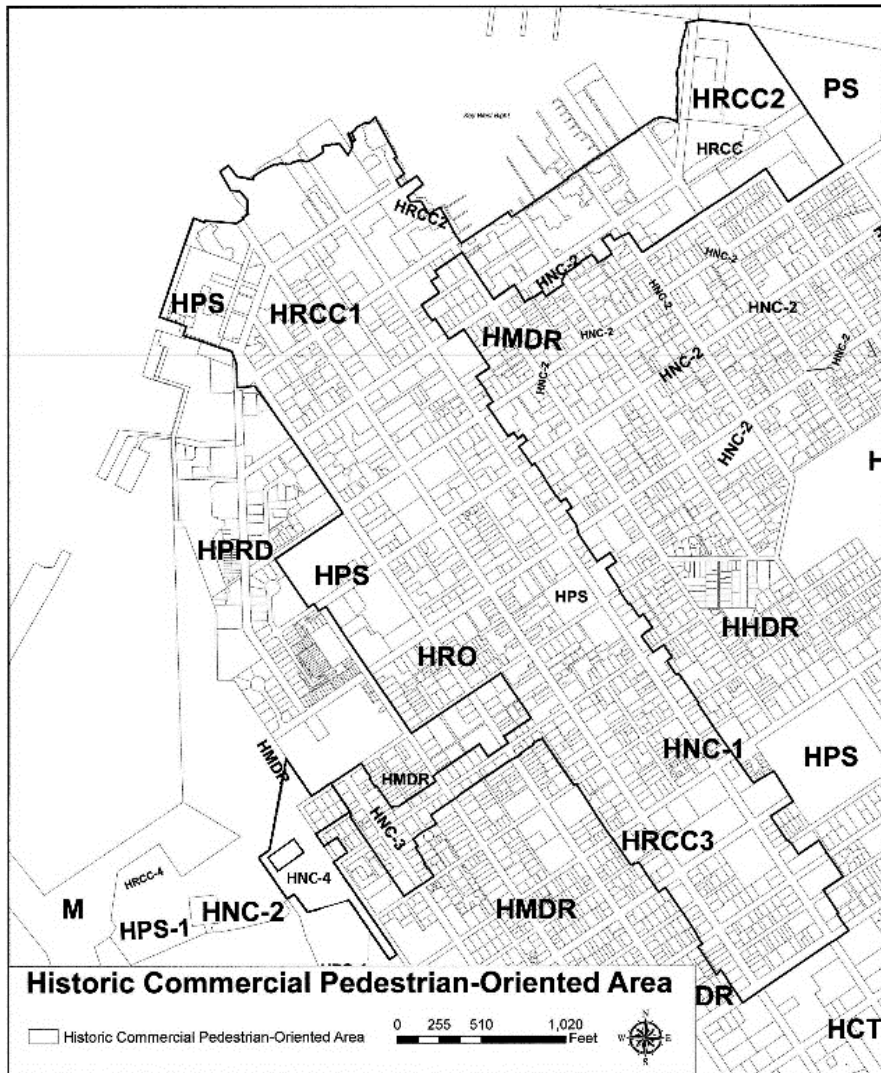 HRCC2
PS
Key West Bight
HRCC
HRCC2
HNC-2
HNC-2
HPS
HNC-2
HRCC1
HNC-2
HMDR
HNC-2
HNC-2
HNC-2
HNC-2
HNC-2
H
HPRD
HPS
HPS
HHDR
HRO
HMDR
HNC-1
HPS
HMDR
HNC-3
HRCC3
HRCC-4
HNC-4
M
HNC-2
HMDR
HPS-1
Historic Commercial Pedestrian-Oriented Area
DR
Historic Commercial Pedestrian-Oriented Area
0 255 510 1,020
Feet
N
W E
S
HCT